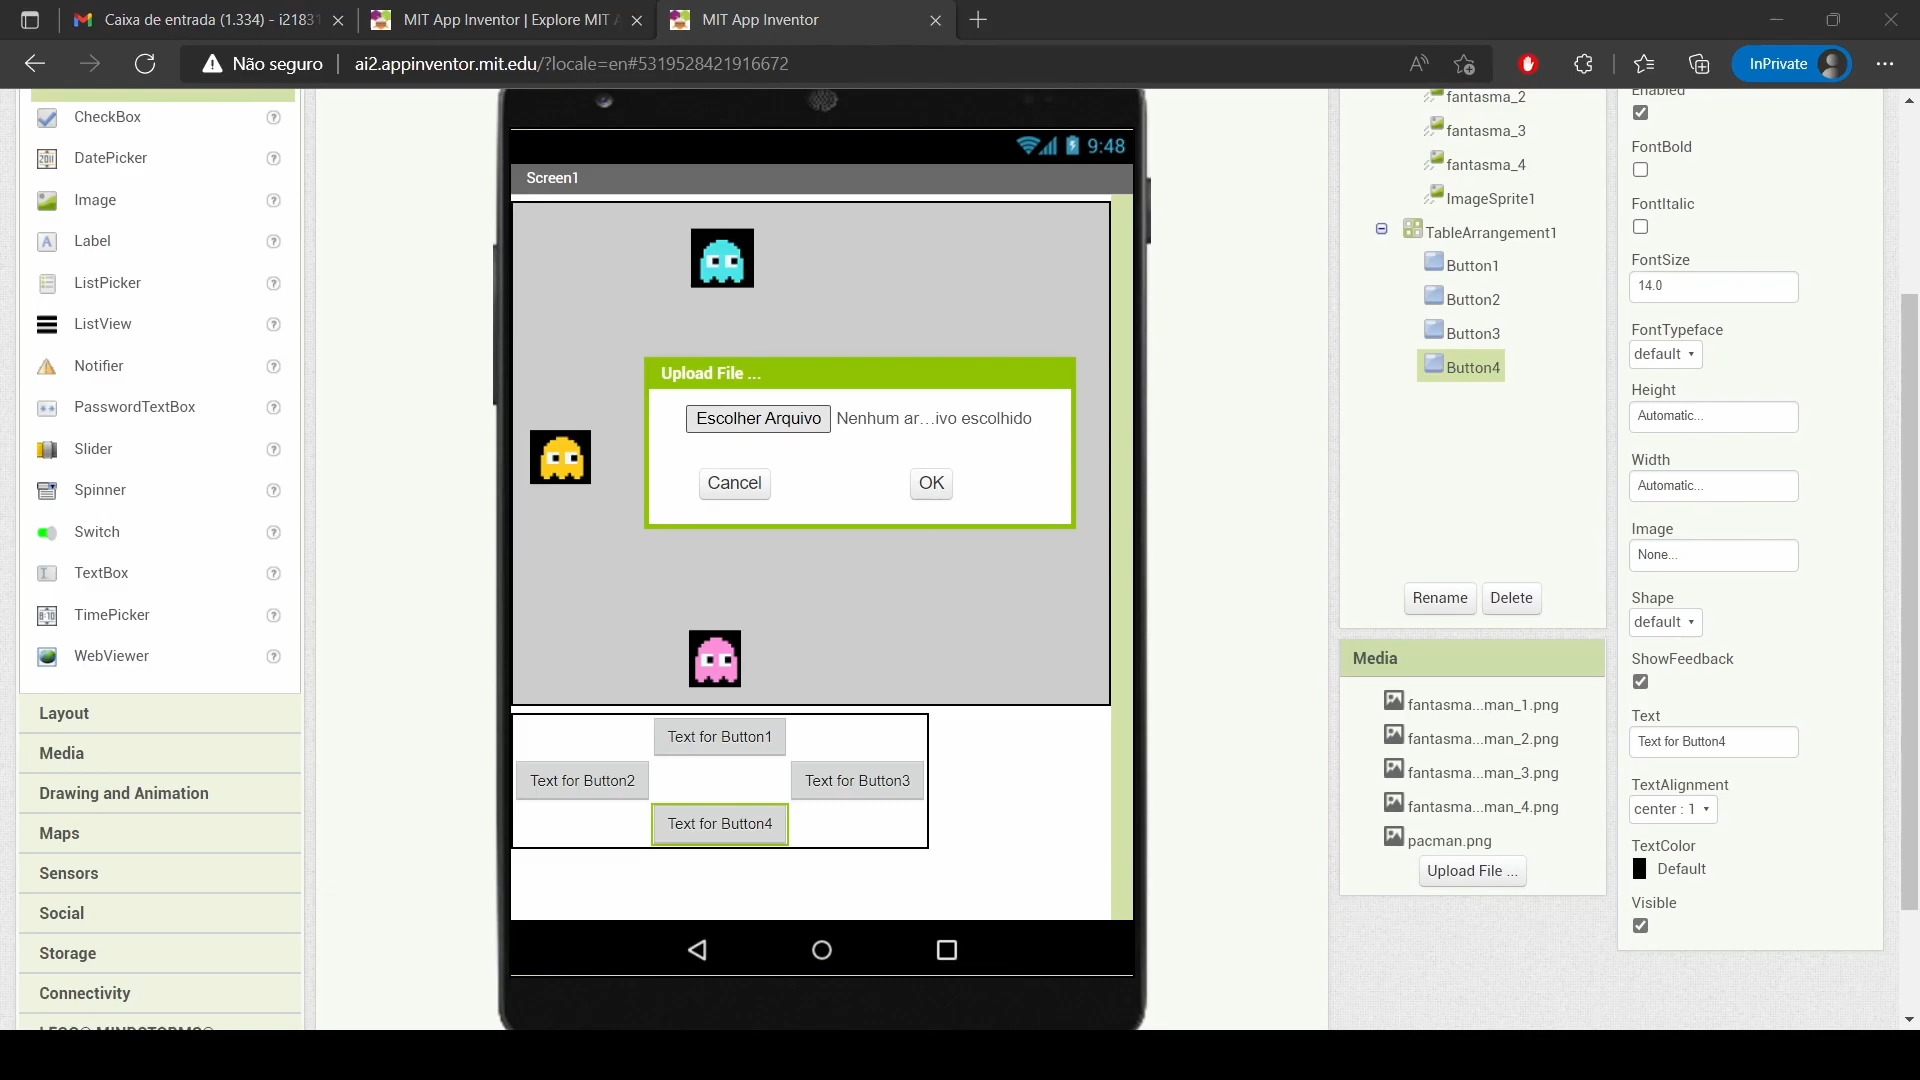 Caixa de entrada (1.334) - i21831
MIT App Inventor | Explore MIT A
MIT App Inventor
Não seguro
ai2.appinventor.mit.edu/?locale=en#5319528421916672
InPrivate
CheckBox
DatePicker
Image
Label
ListPicker
ListView
Notifier
PasswordTextBox
Slider
Spinner
Switch
TextBox
TimePicker
WebViewer
Layout
Media
Drawing and Animation
Maps
Sensors
Social
Storage
Connectivity
LEGO® MINDSTORMS®
9:48
Screen1
Upload File ...
Escolher Arquivo Nenhum ar...ivo escolhido
Cancel
OK
Text for Button1
Text for Button2
Text for Button3
Text for Button4
fantasma_2
fantasma_3
fantasma_4
ImageSprite1
TableArrangement1
Button1
Button2
Button3
Button4
Rename
Delete
Media
fantasma...man_1.png
fantasma...man_2.png
fantasma...man_3.png
fantasma...man_4.png
pacman.png
Upload File ...
Enabled
FontBold
FontItalic
FontSize
14.0
FontTypeface
default
Height
Automatic...
Width
Automatic...
Image
None...
Shape
default
ShowFeedback
Text
Text for Button4
TextAlignment
center : 1
TextColor
Default
Visible